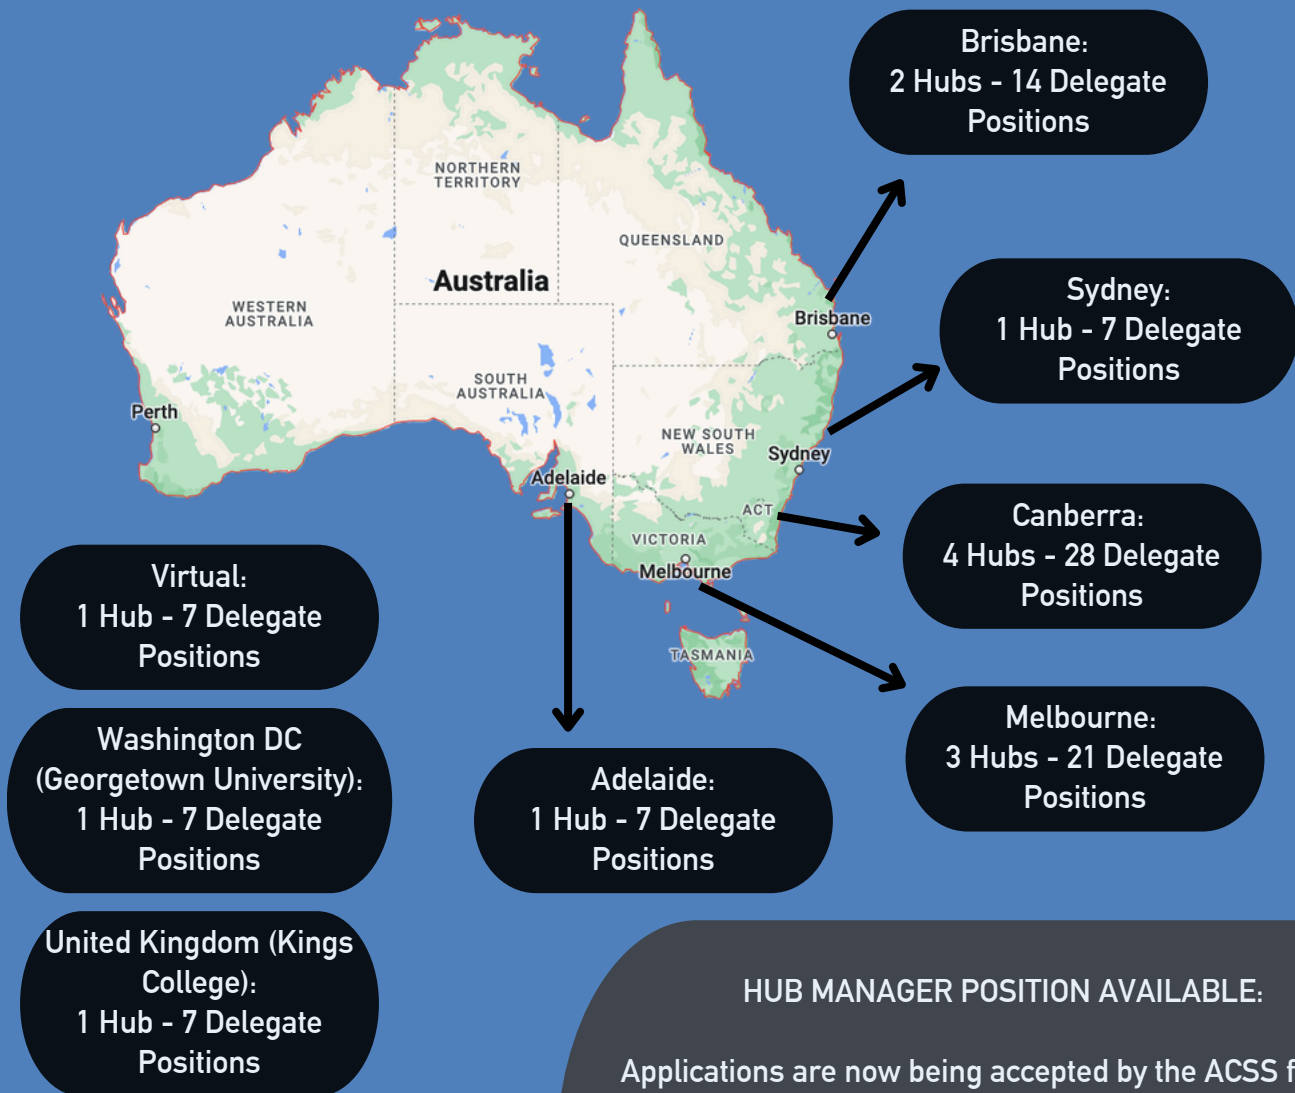 Brisbane:
2 Hubs - 14 Delegate
Positions
NORTHERN
TERRITORY
QUEENSLAND
Australia
WESTERN
AUSTRALIA
Brisbane
Sydney:
1 Hub - 7 Delegate
Positions
SOUTH
AUSTRALIA
Perth
NEW SOUTH
WALES
Sydney
Adelaide
ACT
VICTORIA
Melbourne
Canberra:
4 Hubs - 28 Delegate
Positions
Virtual:
1 Hub - 7 Delegate
Positions
TASMANIA
Melbourne:
3 Hubs - 21 Delegate
Positions
Washington DC
(Georgetown University):
1 Hub - 7 Delegate
Positions
Adelaide:
1 Hub - 7 Delegate
Positions
United Kingdom (Kings
College):
1 Hub - 7 Delegate
Positions
HUB MANAGER POSITION AVAILABLE:
Applications are now being accepted by the ACSS